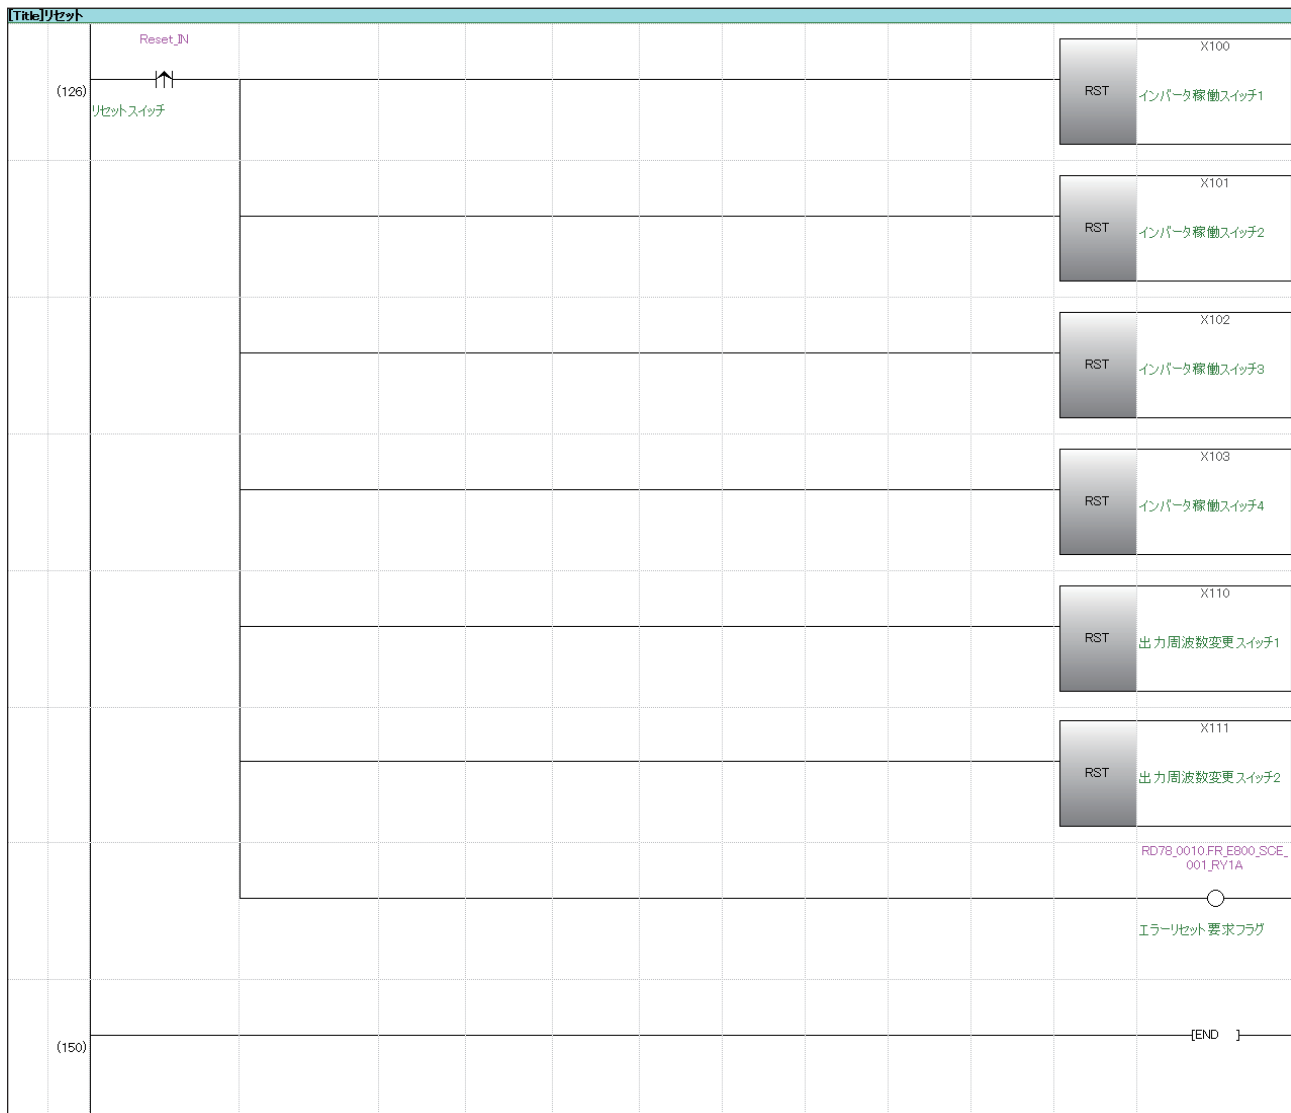 [Title]リセット
Reset_IN
(126)
リセットスイッチ
RST
X100
インバータ稼働スイッチ1
RST
X101
インバータ稼働スイッチ2
RST
X102
インバータ稼働スイッチ3
RST
X103
インバータ稼働スイッチ4
RST
X110
出力周波数変更スイッチ1
RST
X111
出力周波数変更スイッチ2
RD78_0010.FR_E800_SCE_
001_RY1A
エラーリセット要求フラグ
(150)
[END ]